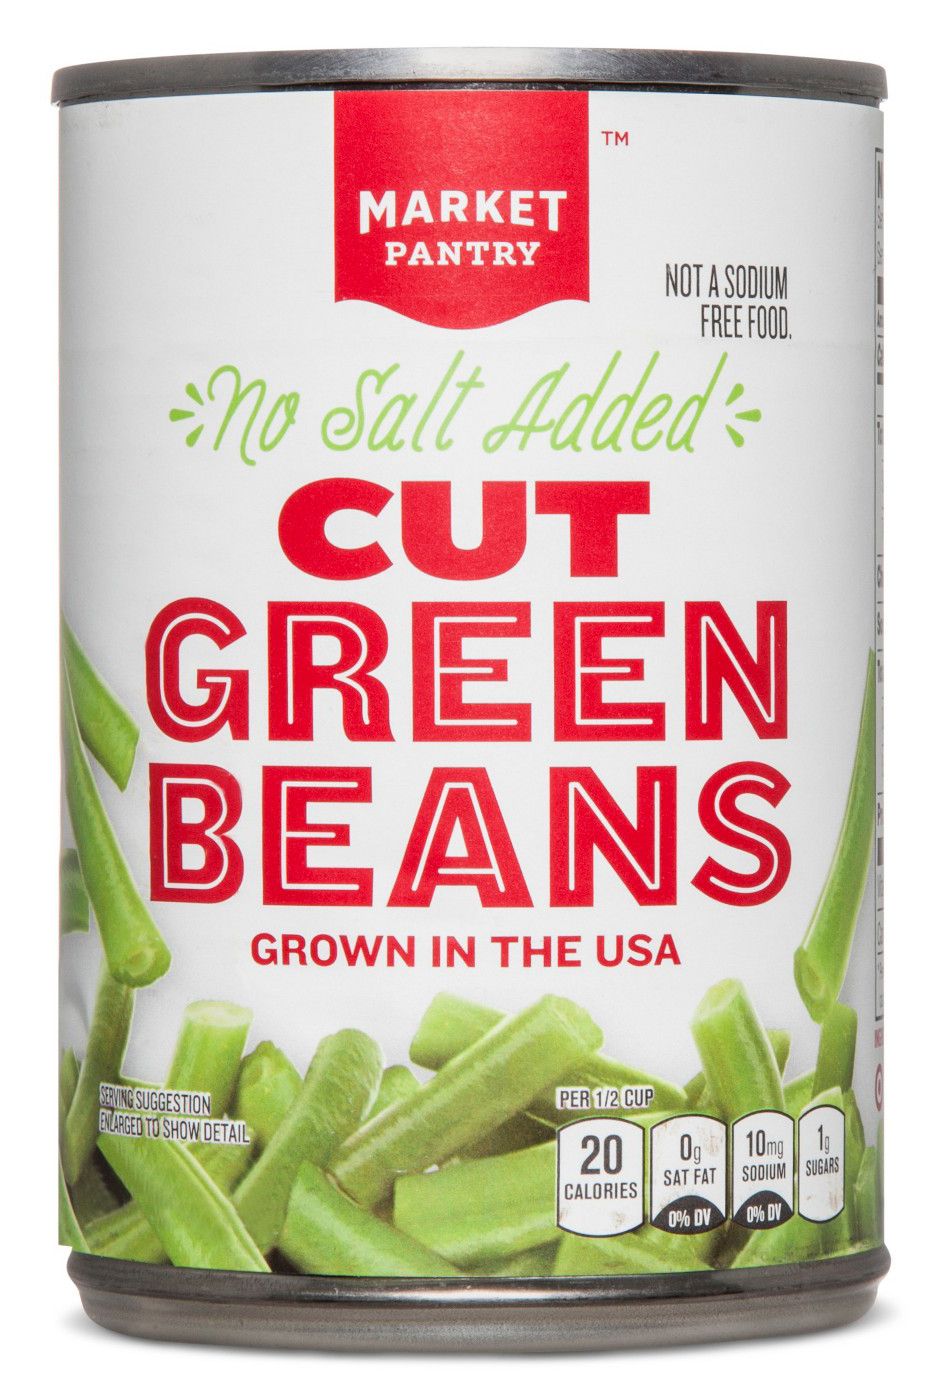 MARKET
PANTRY
TM
NOT A SODIUM
FREE FOOD.
No Salt Added
CUT
GREEN
BEANS
GROWN IN THE USA
SERVING SUGGESTION
ENLARGED TO SHOW DETAIL
PER 1/2 CUP
20
CALORIES
0g
SAT FAT
0% DV
10mg
SODIUM
0% DV
1g
SUGARS